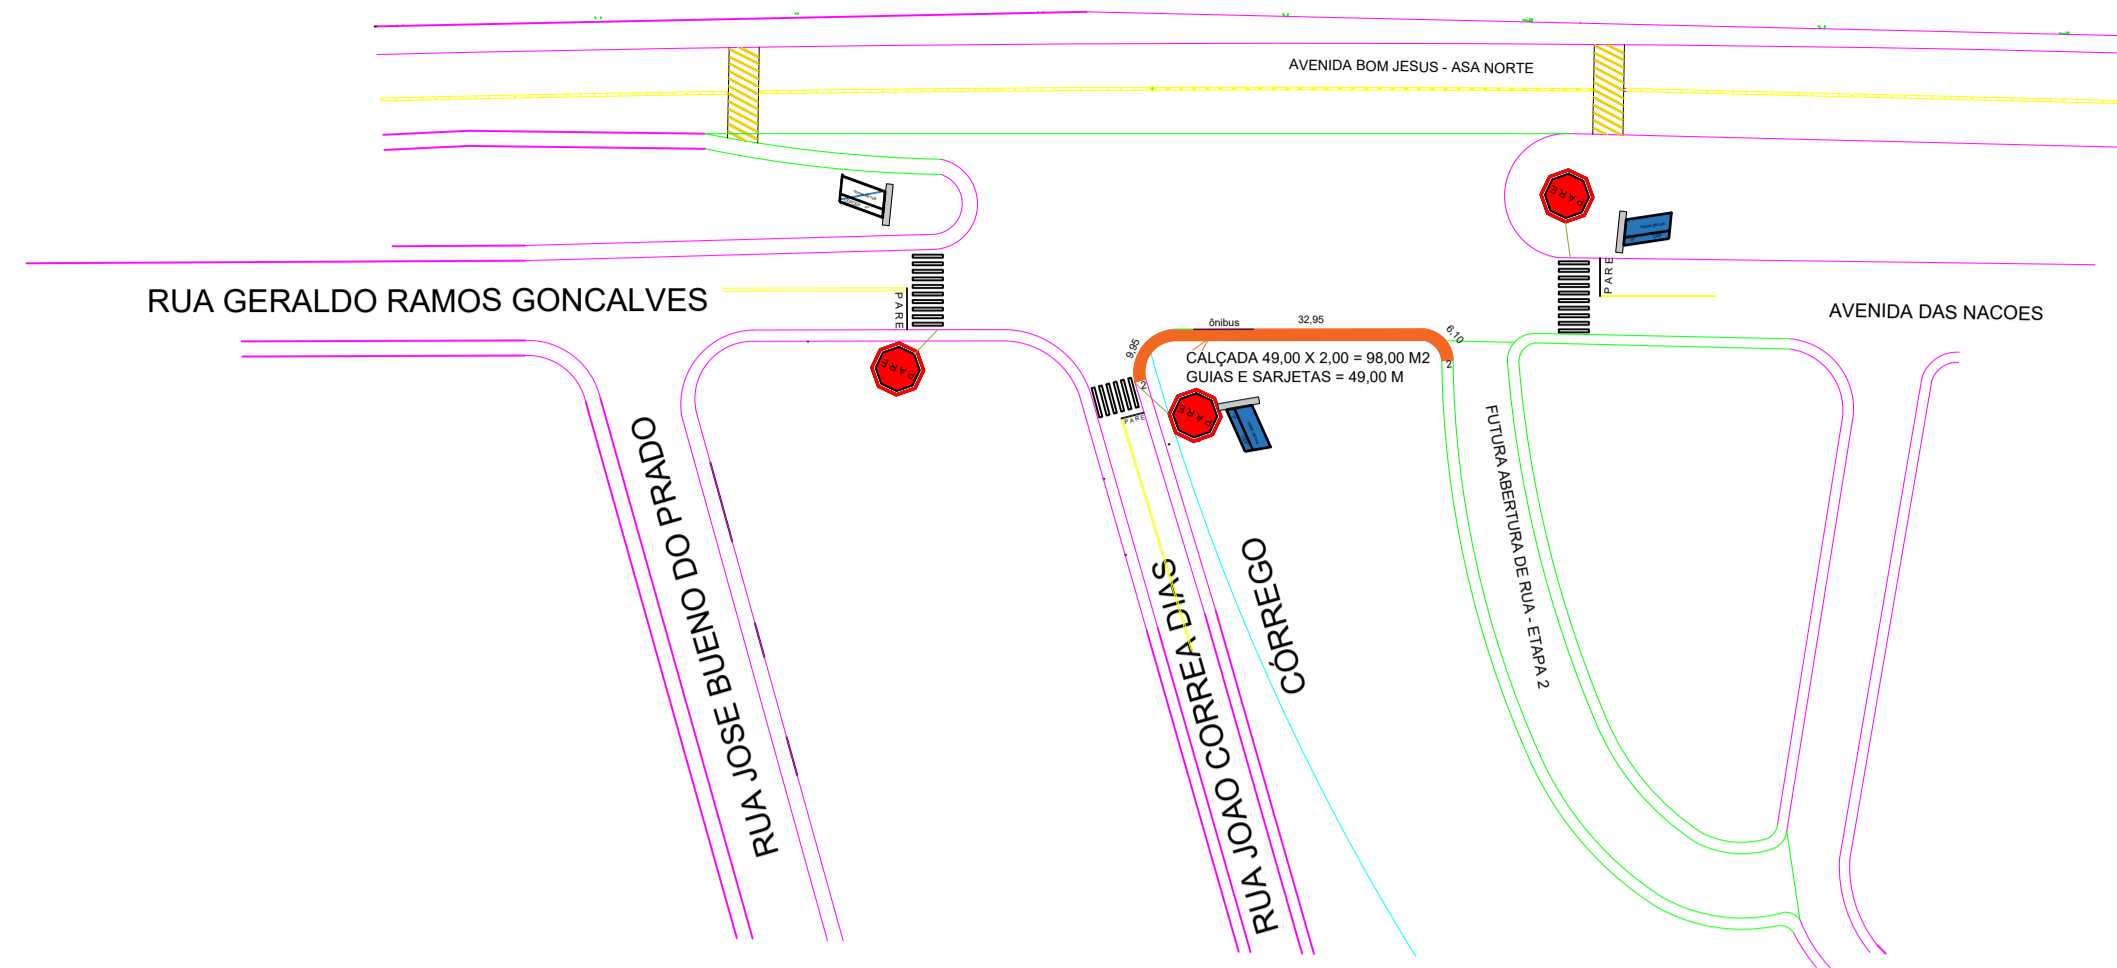 AVENIDA BOM JESUS - ASA NORTE
PARE
RUA GERALDO RAMOS GONCALVES
PARE
PARE
AVENIDA DAS NACOES
ônibus
32,95
6,10
9,95
CALÇADA 49,00 X 2,00 = 98,00 M2
GUIAS E SARJETAS = 49,00 M
2
2
PARE
PARE
PARE
RUA JOSE BUENO DO PRADO
RUA JOAO CORREA DIAS
CÓRREGO
FUTURA ABERTURA DE RUA - ETAPA 2